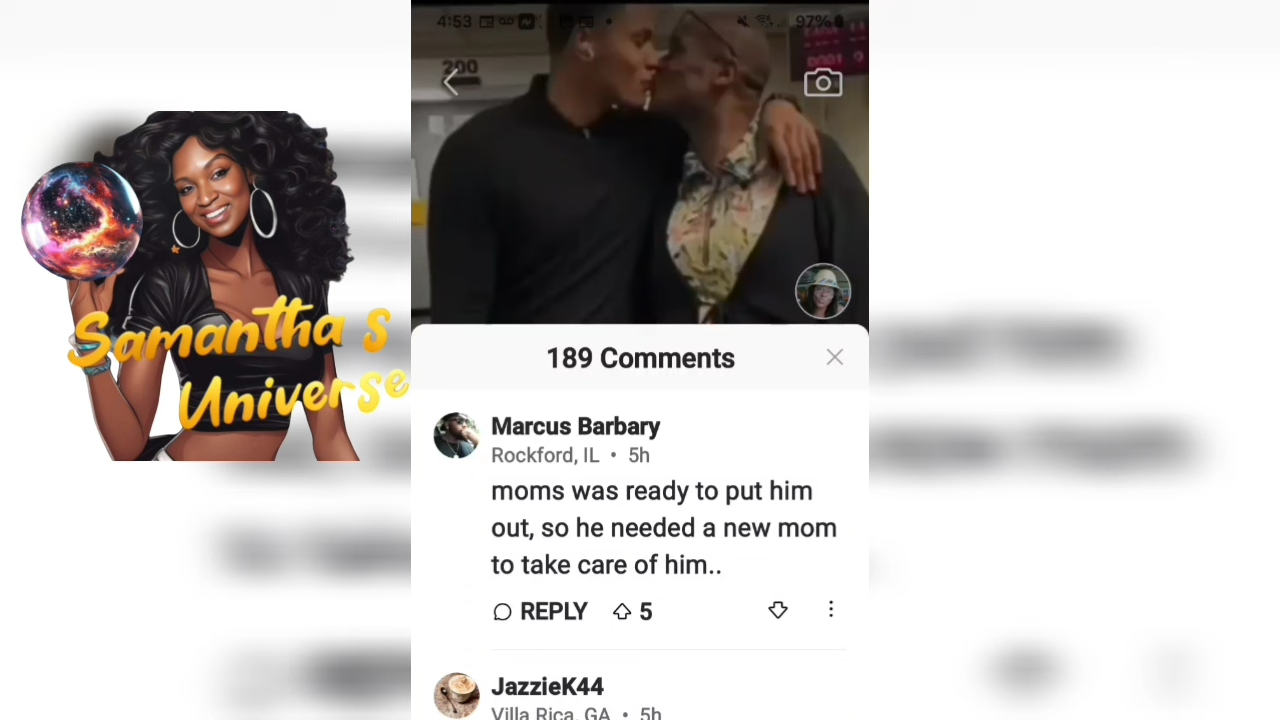 4:53
97%
200
Samantha s
Universe
189 Comments
Marcus Barbary
Rockford, IL • 5h
moms was ready to put him
out, so he needed a new mom
to take care of him..
REPLY 5
JazzieK44
Villa Rica, GA • 5h